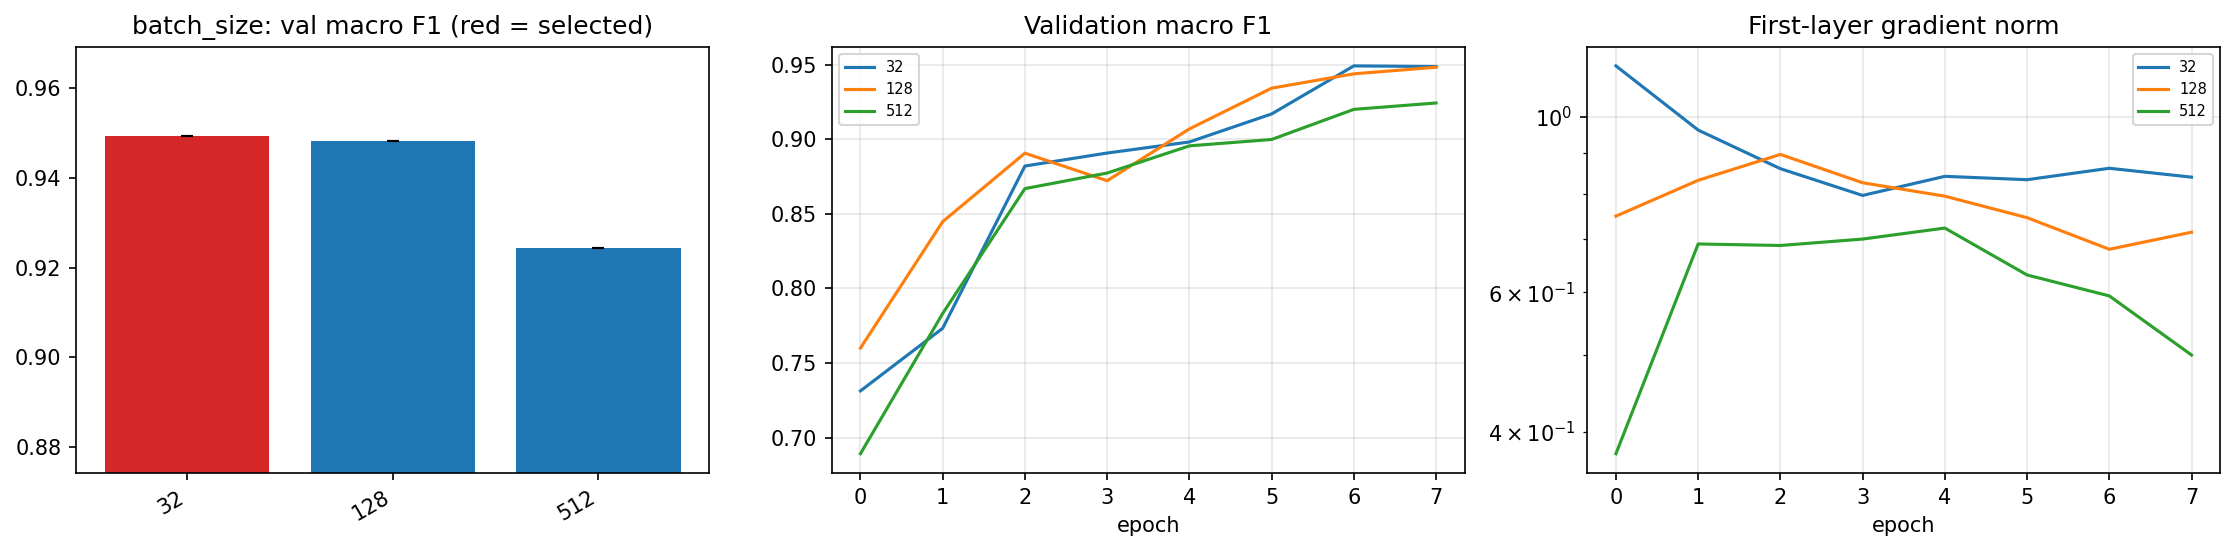 batch_size: val macro F1 (red = selected)
0.96
0.94
0.92
0.90
0.88
32
128
512
Validation macro F1
0.95
0.90
0.85
0.80
0.75
0.70
32
128
512
0 1 2 3 4 5 6 7
epoch
First-layer gradient norm
10⁰
6 × 10⁻¹
4 × 10⁻¹
32
128
512
0 1 2 3 4 5 6 7
epoch